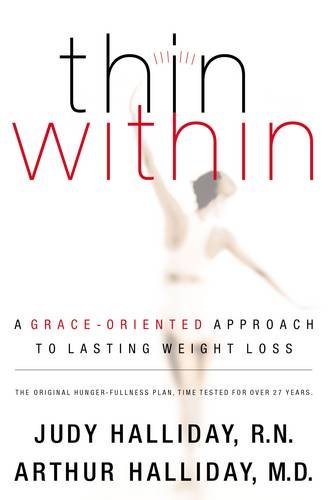 thin
within
A GRACE-ORIENTED APPROACH
TO LASTING WEIGHT LOSS
THE ORIGINAL HUNGER-FULLNESS PLAN, TIME TESTED FOR OVER 27 YEARS.
JUDY HALLIDAY, R.N.
ARTHUR HALLIDAY, M.D.